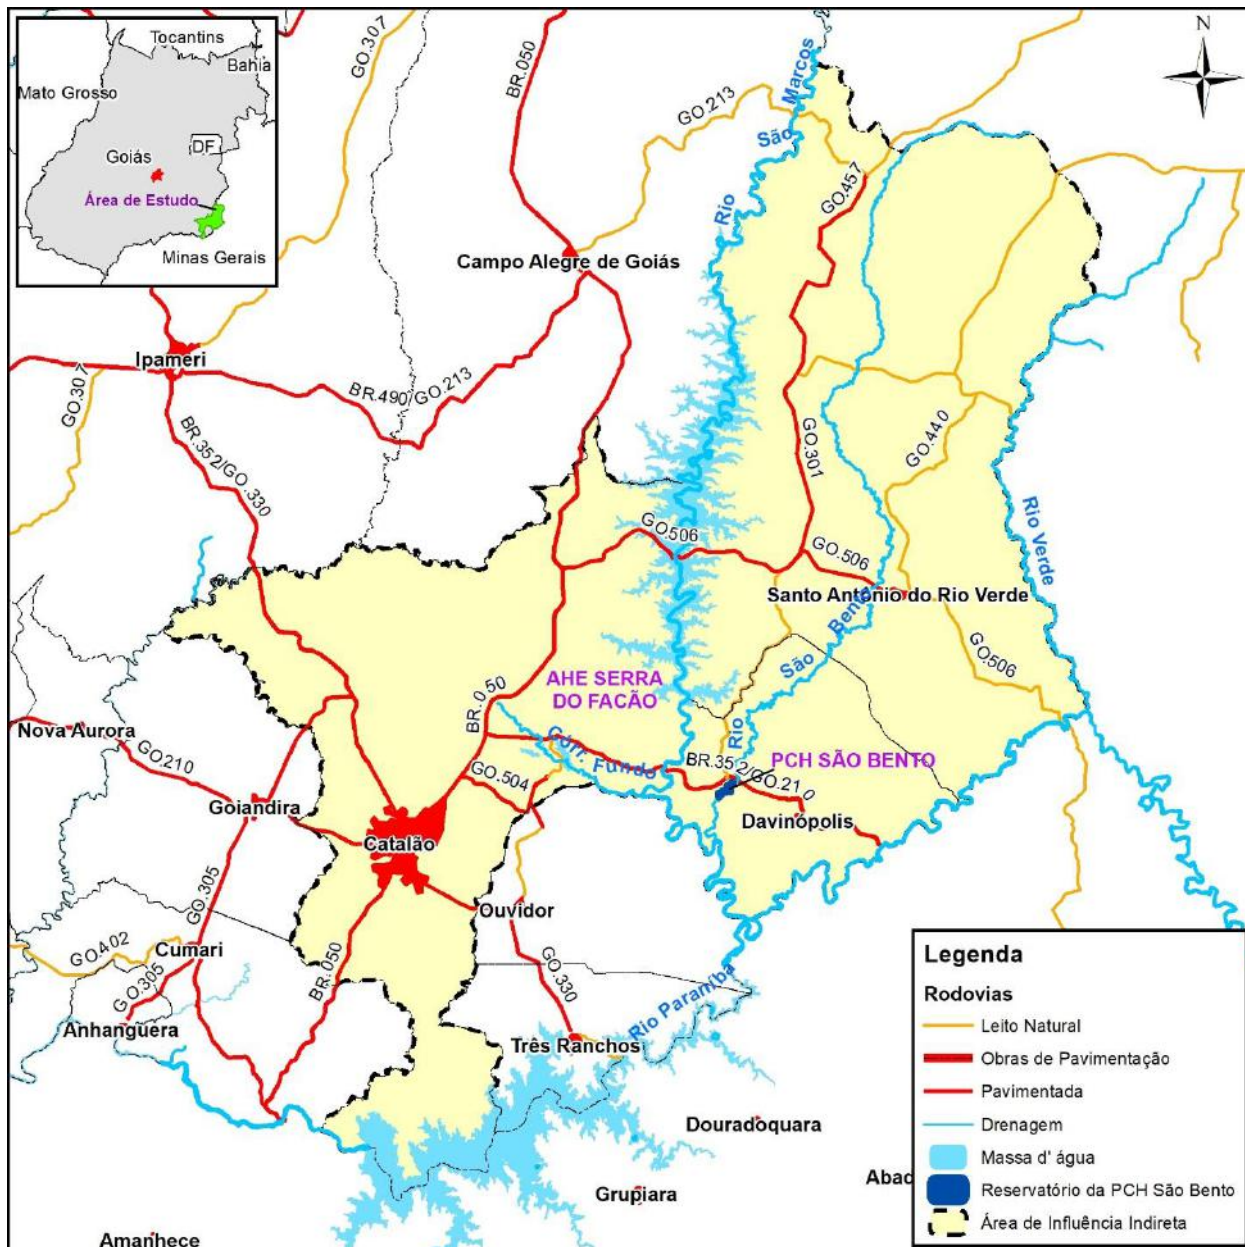 Tocantins
Bahia
Mato Grosso
DF
Goiás
Área de Estudo
Minas Gerais
N
GO.307
BR.050
GO.213
Rio São Marcos
GO.457
Campo Alegre de Goiás
Ipameri
GO.307
BR.490/GO.213
BR.352/GO.330
GO.440
GO.301
GO.506
GO.506
Rio Verde
Santo Antônio do Rio Verde
Rio São Bento
GO.506
AHE SERRA
DO FACÃO
BR.050
Nova Aurora
GO.210
Córr. Fundo
BR.352/GO.210
PCH SÃO BENTO
GO.504
Goiandira
Davinópolis
Catalão
GO.305
Ouvidor
GO.402
Cumari
GO.305
BR.050
GO.330
Rio Paraníba
Anhanguera
Três Ranchos
Douradoquara
Abad
Grupiara
Amanhece
Legenda
Rodovias
Leito Natural
Obras de Pavimentação
Pavimentada
Drenagem
Massa d' água
Reservatório da PCH São Bento
Área de Influência Indireta